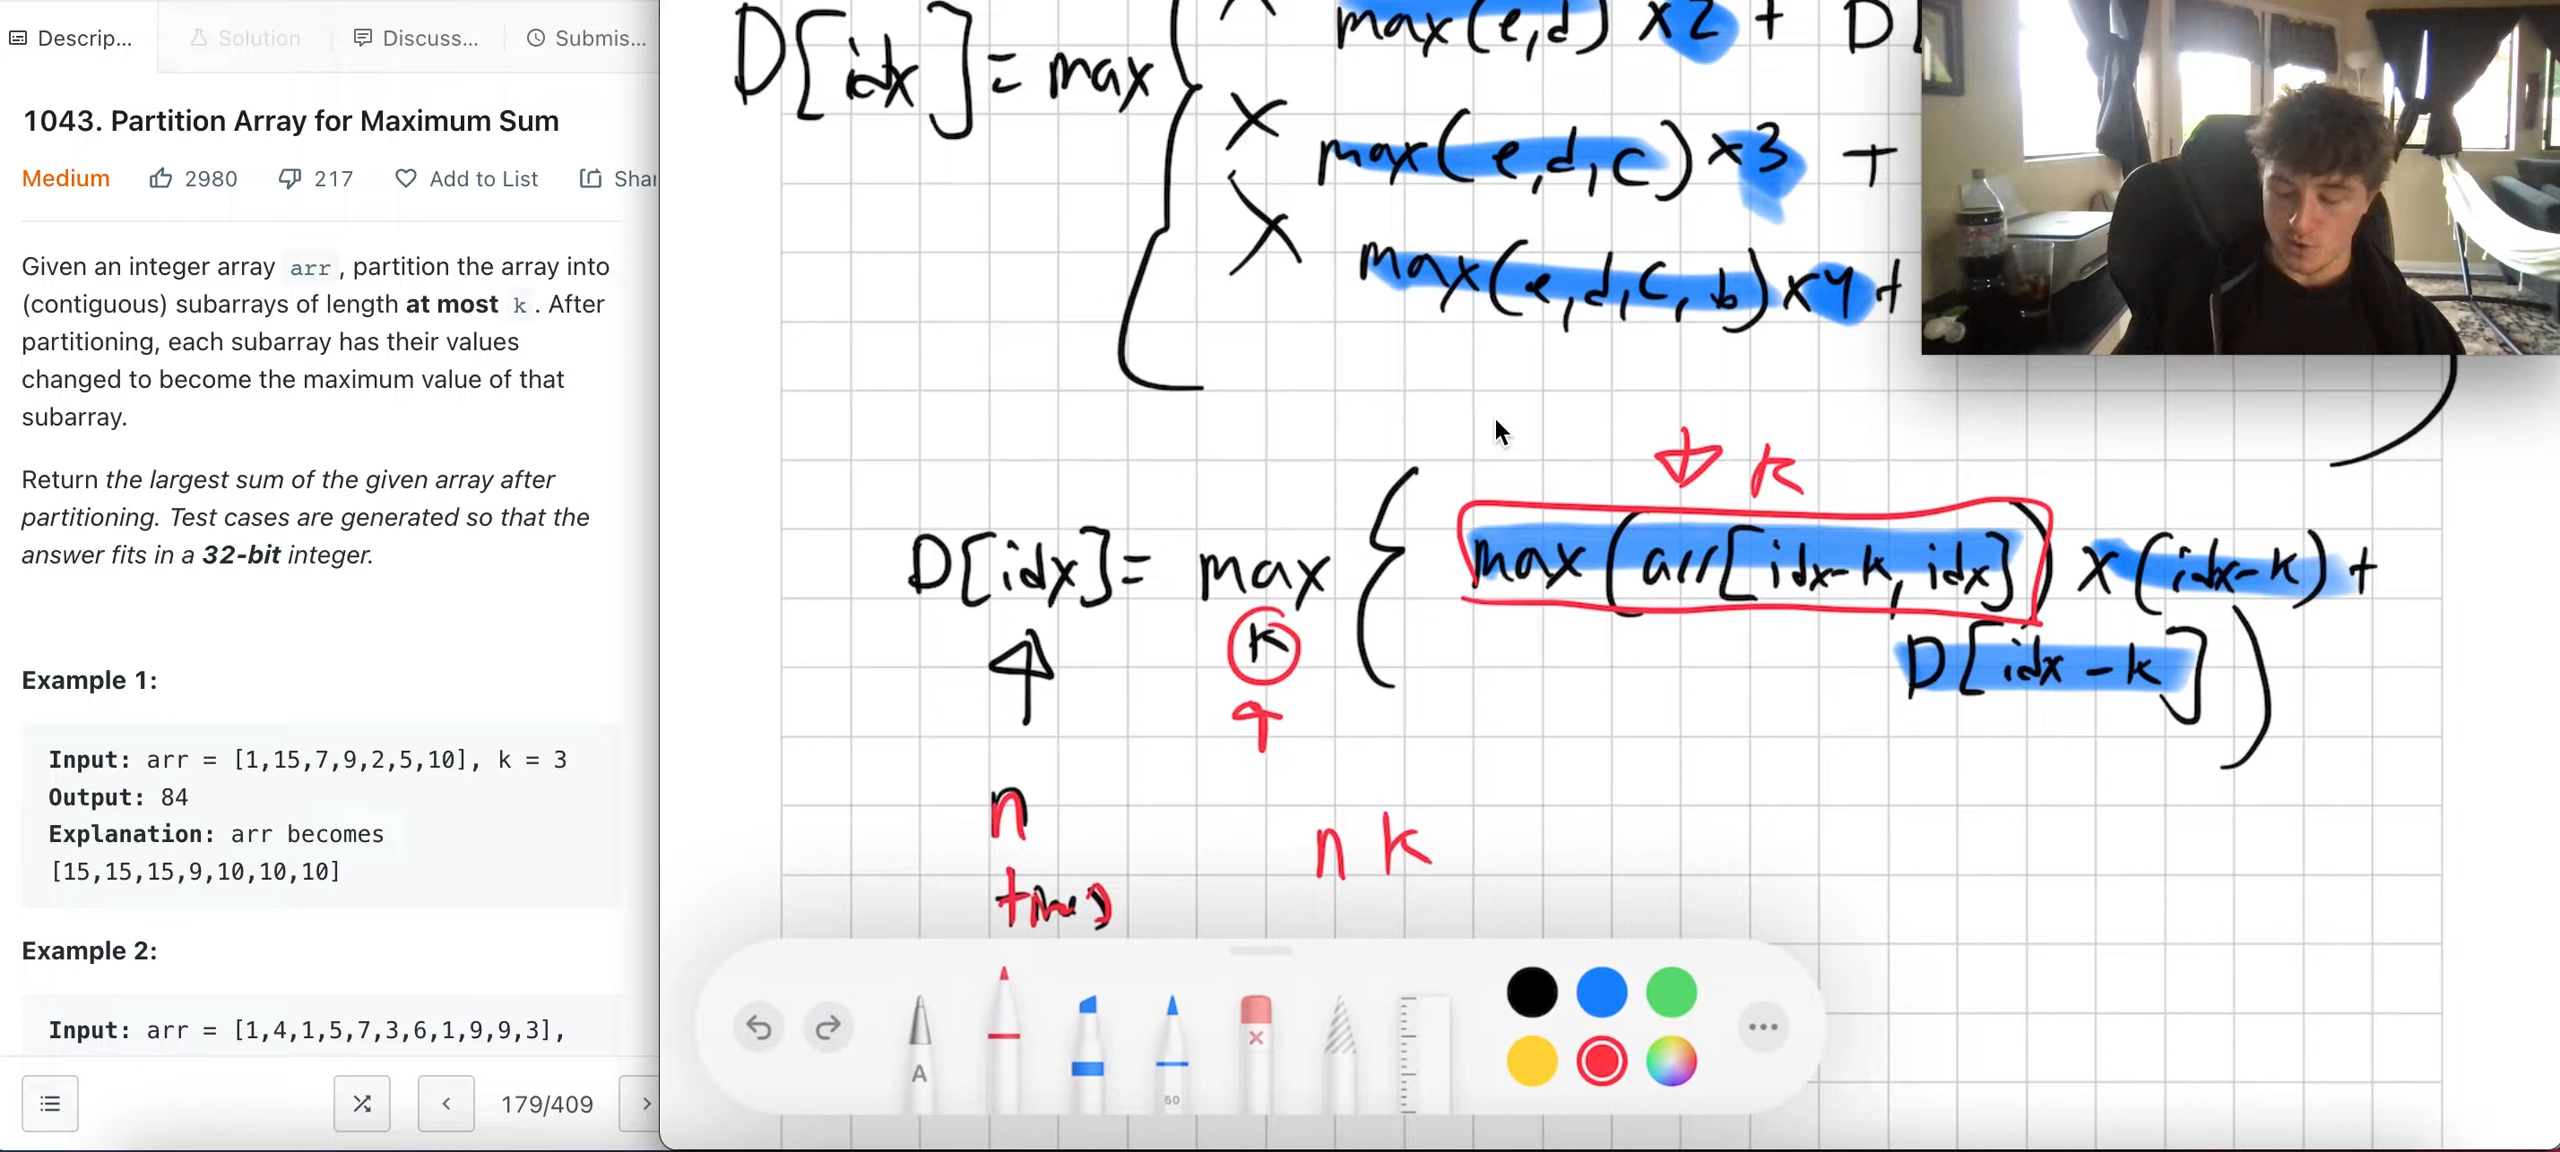 Descrip...
Solution
Discuss...
Submis...
1043. Partition Array for Maximum Sum
Medium
2980
217
Add to List
Shar
Given an integer array arr , partition the array into
(contiguous) subarrays of length at most k . After
partitioning, each subarray has their values
changed to become the maximum value of that
subarray.
Return the largest sum of the given array after
partitioning. Test cases are generated so that the
answer fits in a 32-bit integer.
Example 1:
Input: arr = [1,15,7,9,2,5,10], k = 3
Output: 84
Explanation: arr becomes
[15,15,15,9,10,10,10]
Example 2:
Input: arr = [1,4,1,5,7,3,6,1,9,9,3],
179/409
max(e,d) x2 + D[
D[idx] = max {
x max(e,d,c) x3 +
x max(e,d,c,b) x4 +
k
D[idx] = max { max(arr[idx-k, idx]) x (idx-k) +
k
D[idx - k] )
n
times
n k
A
50